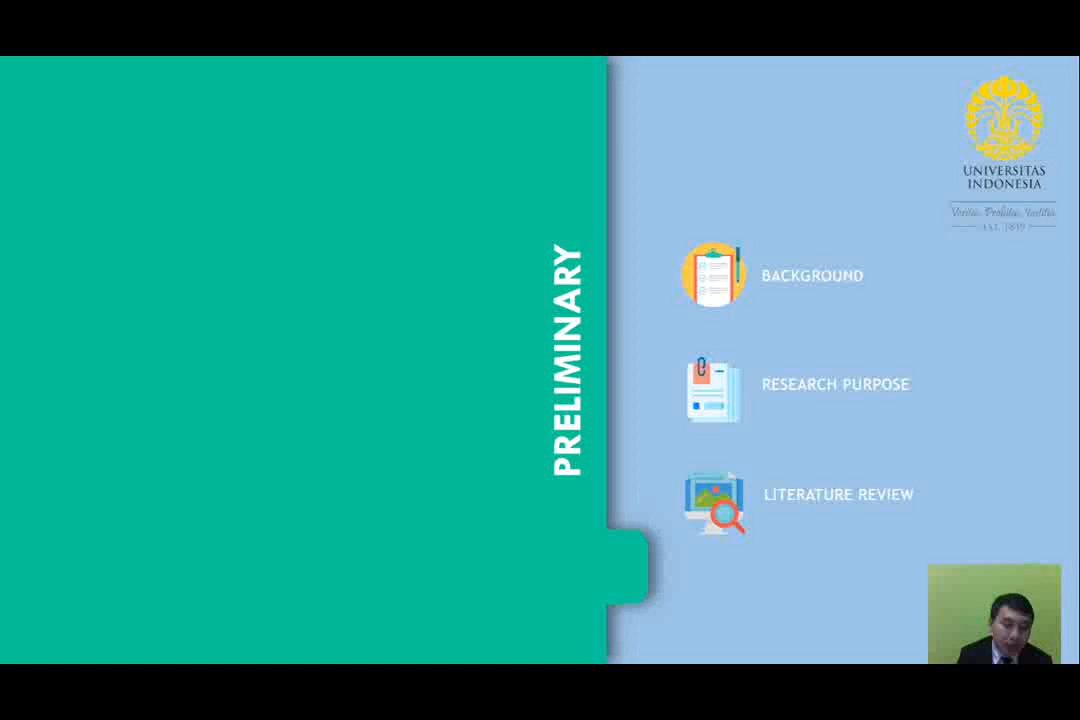 PRELIMINARY
UNIVERSITAS
INDONESIA
Veritas, Probitas, Iustitia
EST. 1849
BACKGROUND
RESEARCH PURPOSE
LITERATURE REVIEW